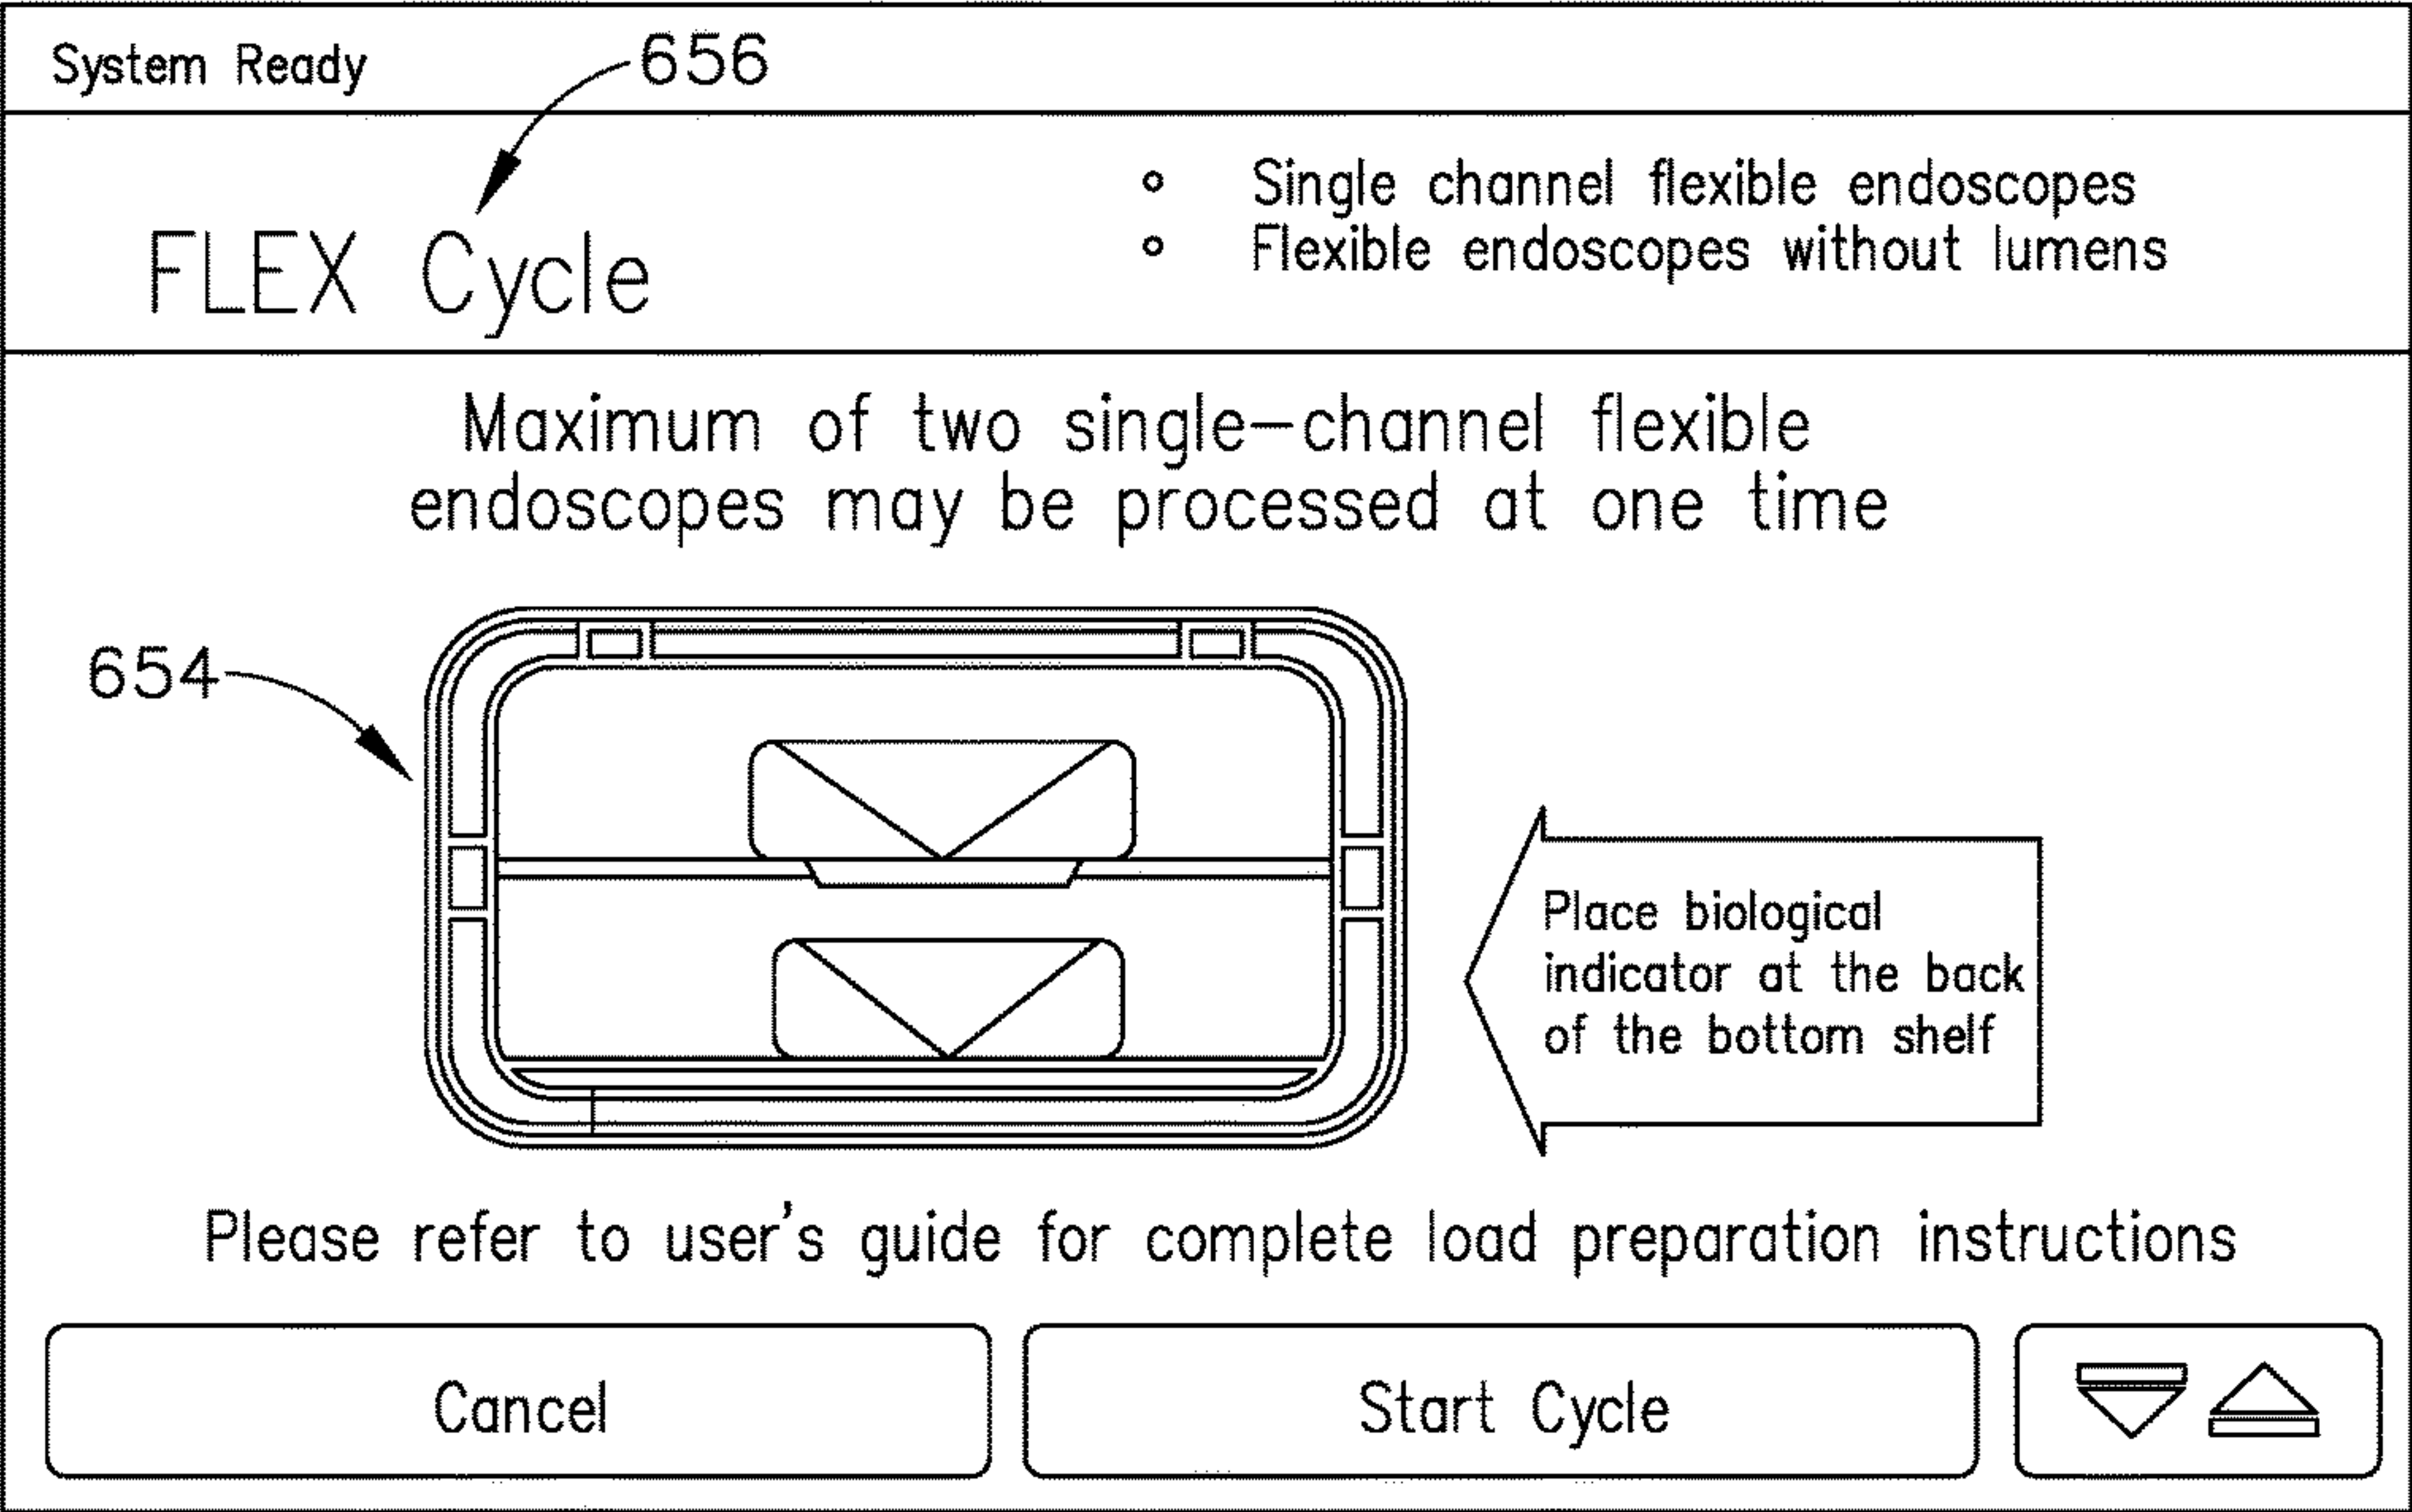 System Ready
656
FLEX Cycle
° Single channel flexible endoscopes
° Flexible endoscopes without lumens
Maximum of two single-channel flexible
endoscopes may be processed at one time
654
Place biological
indicator at the back
of the bottom shelf
Please refer to user's guide for complete load preparation instructions
Cancel
Start Cycle